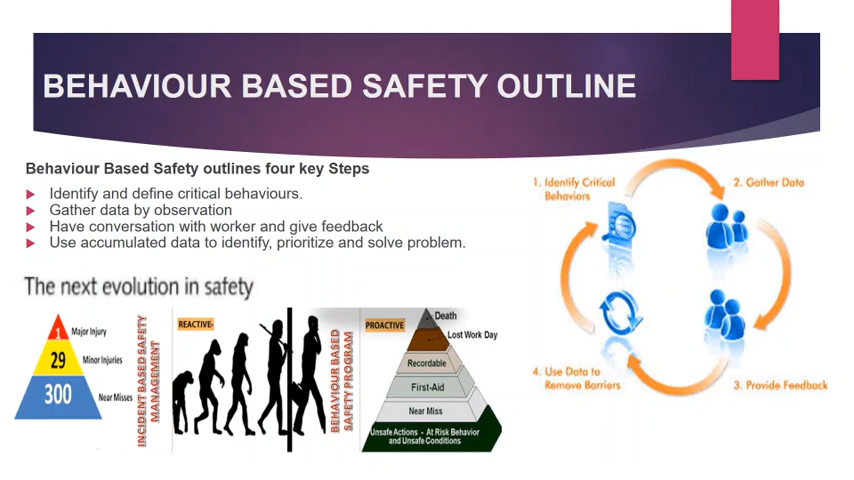 BEHAVIOUR BASED SAFETY OUTLINE
Behaviour Based Safety outlines four key Steps
Identify and define critical behaviours.
Gather data by observation
Have conversation with worker and give feedback
Use accumulated data to identify, prioritize and solve problem.
The next evolution in safety
1 Major Injury
29 Minor Injuries
300 Near Misses
INCIDENT BASED SAFETY
MANAGEMENT
REACTIVE-
BEHAVIOUR BASED
SAFETY PROGRAM
PROACTIVE
Death
Lost Work Day
Recordable
First-Aid
Near Miss
Unsafe Actions - At Risk Behavior
and Unsafe Conditions
1. Identify Critical
Behaviors
2. Gather Data
3. Provide Feedback
4. Use Data to
Remove Barriers